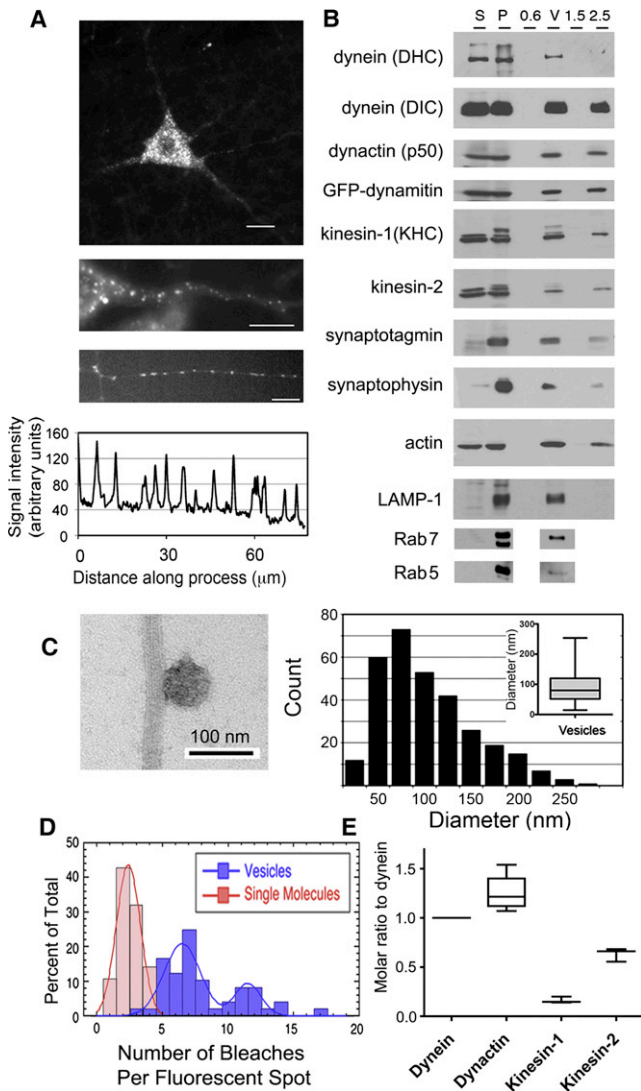 A
Signal intensity
(arbitrary units)
160
120
80
40
0
0 30 60
Distance along process (μm)
B
S P 0.6 V 1.5 2.5
dynein (DHC)
dynein (DIC)
dynactin (p50)
GFP-dynamitin
kinesin-1(KHC)
kinesin-2
synaptotagmin
synaptophysin
actin
LAMP-1
Rab7
Rab5
C
100 nm
Count
80
60
40
20
50 100 150 200 250
Diameter (nm)
Diameter (nm)
300
200
100
0
Vesicles
D
Percent of Total
50
40
30
20
10
0
0 5 10 15 20
Vesicles
Single Molecules
Number of Bleaches
Per Fluorescent Spot
E
Molar ratio to dynein
1.5
1.0
0.5
0.0
Dynein
Dynactin
Kinesin-1
Kinesin-2